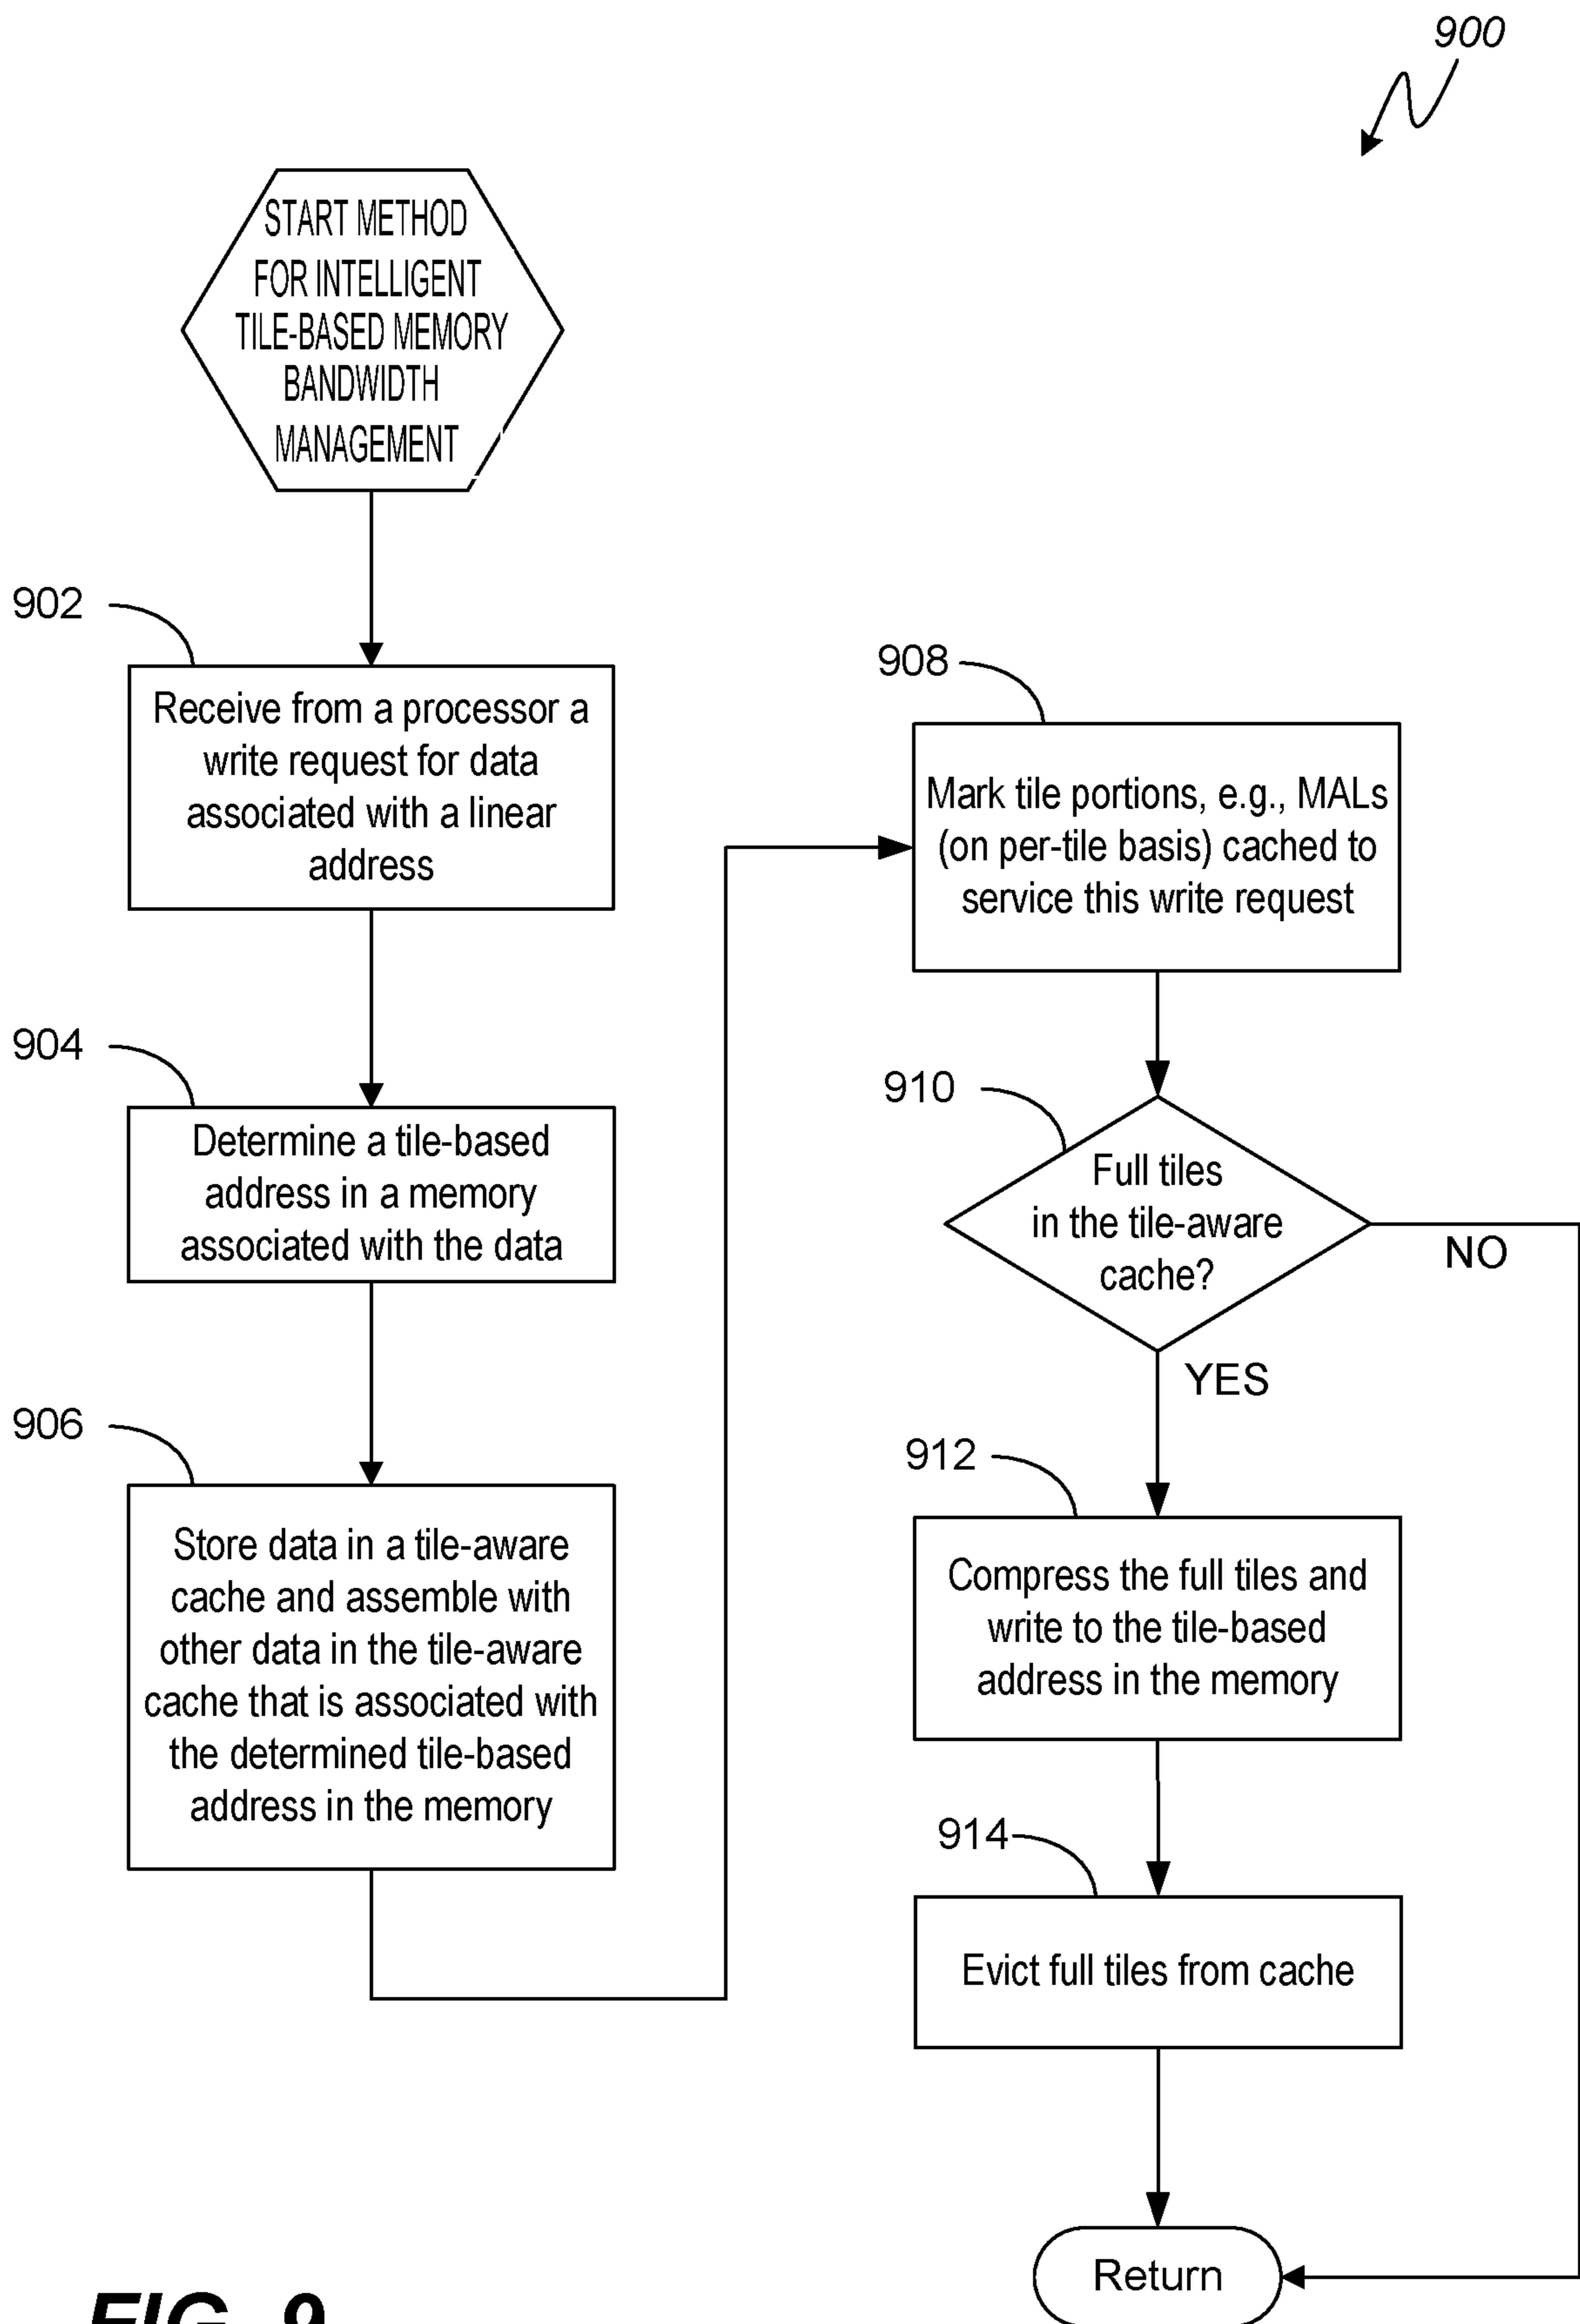 900
START METHOD
FOR INTELLIGENT
TILE-BASED MEMORY
BANDWIDTH
MANAGEMENT
902
Receive from a processor a
write request for data
associated with a linear
address
904
Determine a tile-based
address in a memory
associated with the data
906
Store data in a tile-aware
cache and assemble with
other data in the tile-aware
cache that is associated with
the determined tile-based
address in the memory
908
Mark tile portions, e.g., MALs
(on per-tile basis) cached to
service this write request
910
Full tiles
in the tile-aware
cache?
NO
YES
912
Compress the full tiles and
write to the tile-based
address in the memory
914
Evict full tiles from cache
Return
FIG. 9